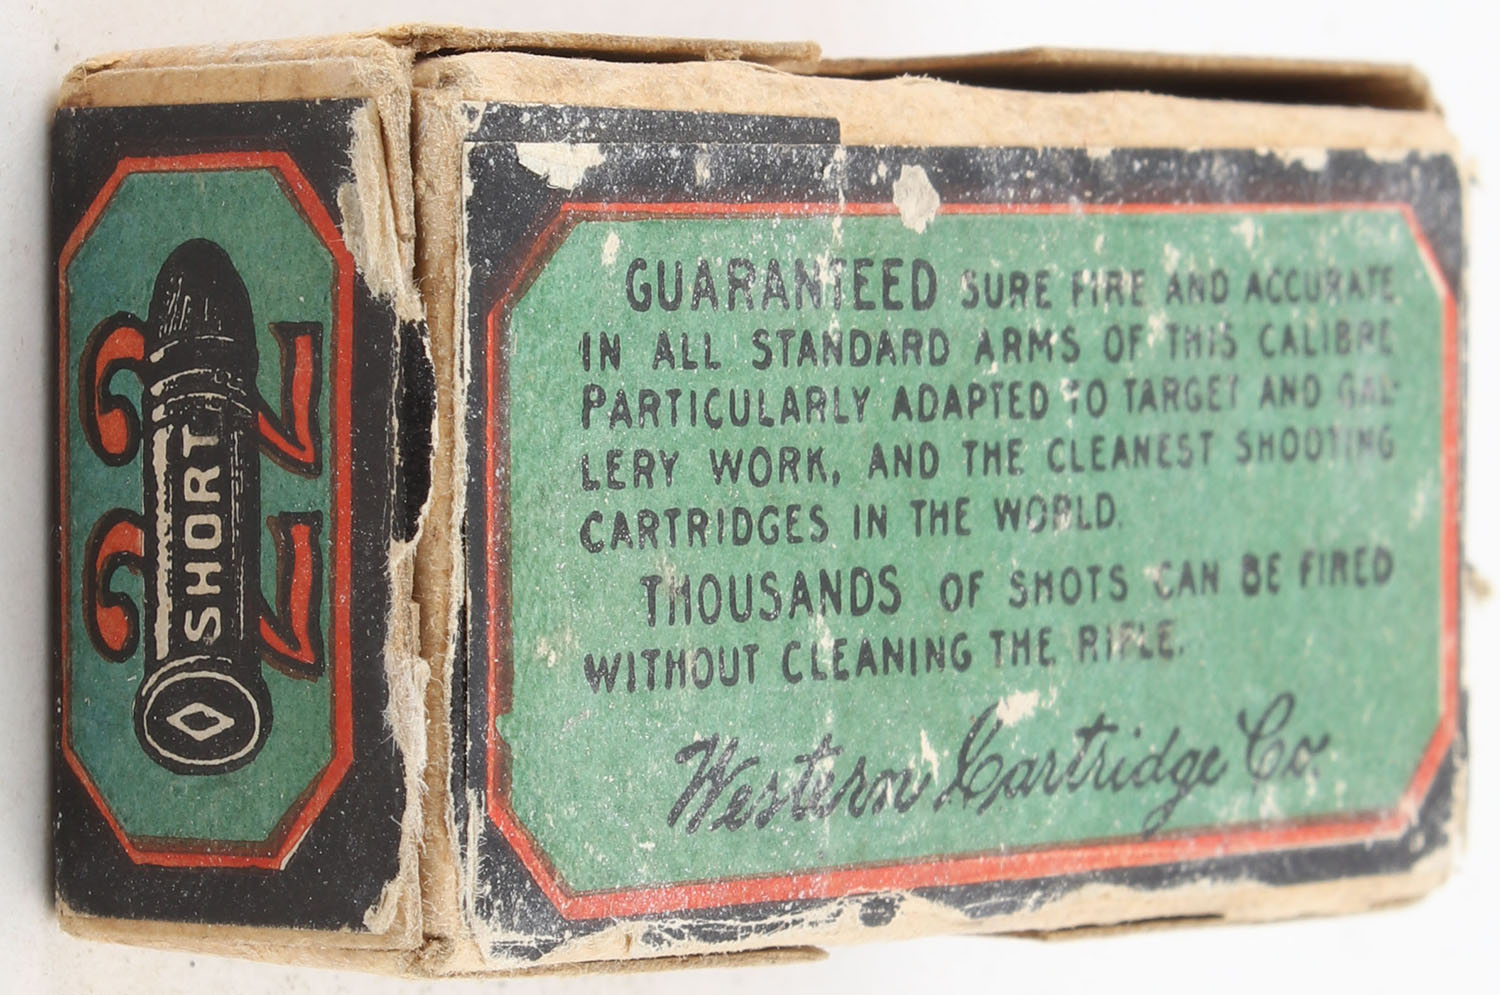 22
SHORT
GUARANTEED SURE FIRE AND ACCURATE
IN ALL STANDARD ARMS OF THIS CALIBRE
PARTICULARLY ADAPTED TO TARGET AND GAL-
LERY WORK, AND THE CLEANEST SHOOTING
CARTRIDGES IN THE WORLD.
THOUSANDS OF SHOTS CAN BE FIRED
WITHOUT CLEANING THE RIFLE.
Western Cartridge Co.